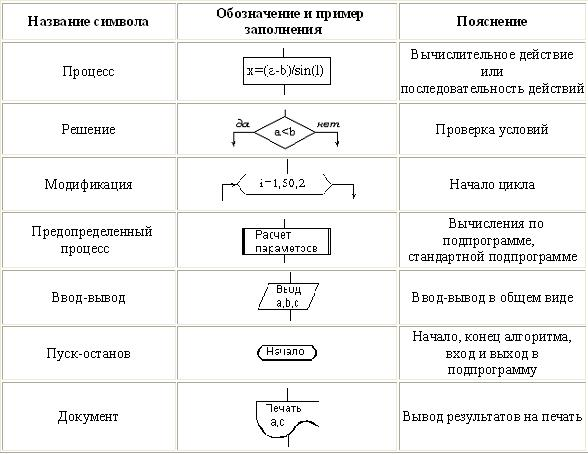 Название символа
Обозначение и пример
заполнения
Пояснение
Процесс
x=(a-b)/sin(1)
Вычислительное действие
или
последовательность действий
Решение
да
a<b
нет
Проверка условий
Модификация
i=1,50,2
Начало цикла
Предопределенный
процесс
Расчет
параметров
Вычисления по
подпрограмме,
стандартной подпрограмме
Ввод-вывод
Ввод
a,b,c
Ввод-вывод в общем виде
Пуск-останов
Начало
Начало, конец алгоритма,
вход и выход в
подпрограмму
Документ
Печать
a,c
Вывод результатов на печать